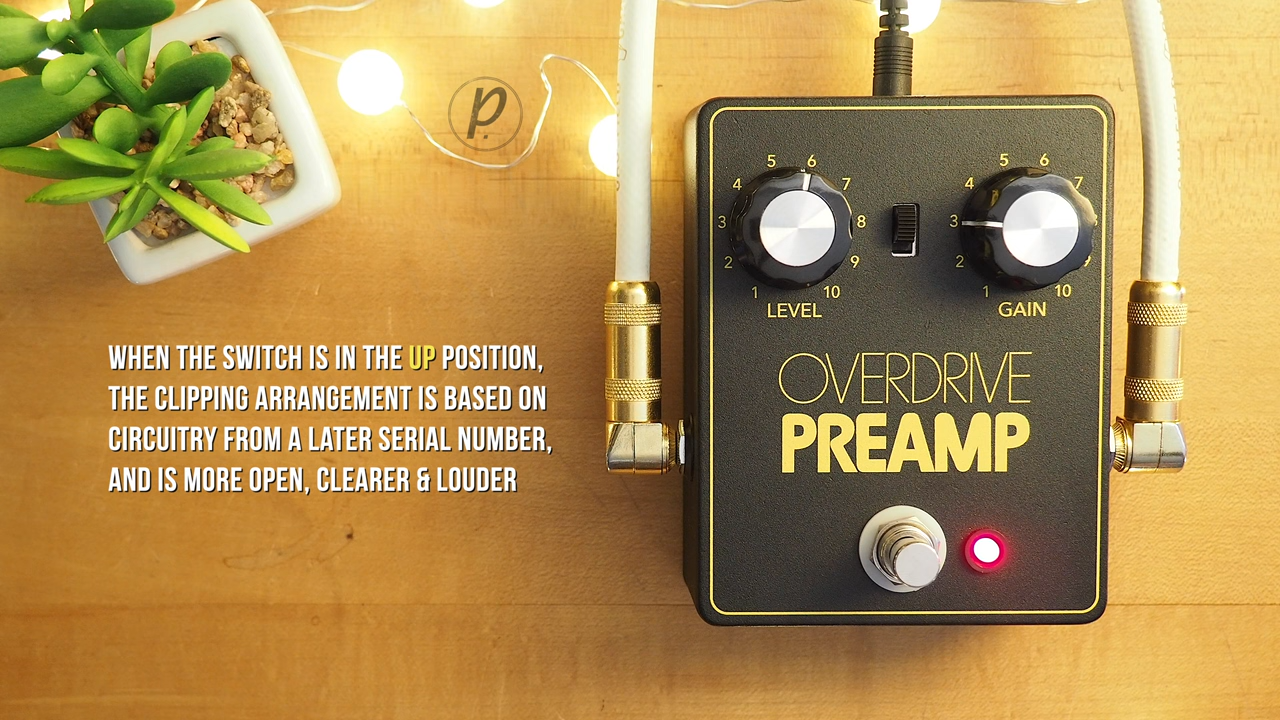 p.
WHEN THE SWITCH IS IN THE UP POSITION,
THE CLIPPING ARRANGEMENT IS BASED ON
CIRCUITRY FROM A LATER SERIAL NUMBER,
AND IS MORE OPEN, CLEARER & LOUDER
5 6
4 7
3 8
2 9
1 10
LEVEL
5 6
4 7
3
2 9
1 10
GAIN
OVERDRIVE
PREAMP